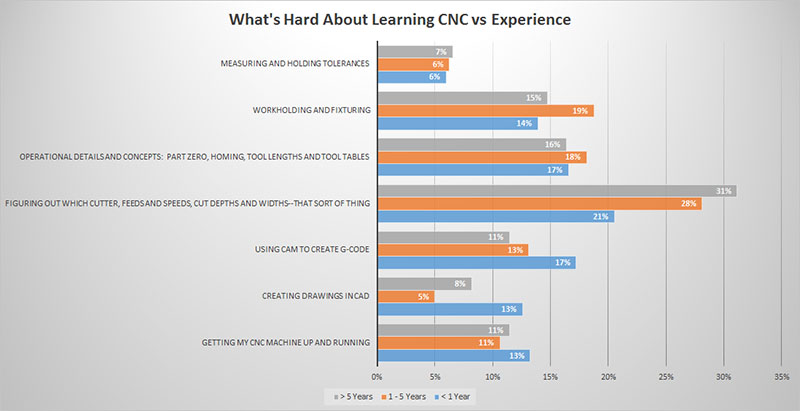 What's Hard About Learning CNC vs Experience
MEASURING AND HOLDING TOLERANCES
7%
6%
6%
WORKHOLDING AND FIXTURING
15%
19%
14%
OPERATIONAL DETAILS AND CONCEPTS: PART ZERO, HOMING, TOOL LENGTHS AND TOOL TABLES
16%
18%
17%
FIGURING OUT WHICH CUTTER, FEEDS AND SPEEDS, CUT DEPTHS AND WIDTHS--THAT SORT OF THING
31%
28%
21%
USING CAM TO CREATE G-CODE
11%
13%
17%
CREATING DRAWINGS IN CAD
8%
5%
13%
GETTING MY CNC MACHINE UP AND RUNNING
11%
11%
13%
0% 5% 10% 15% 20% 25% 30% 35%
> 5 Years 1 - 5 Years < 1 Year